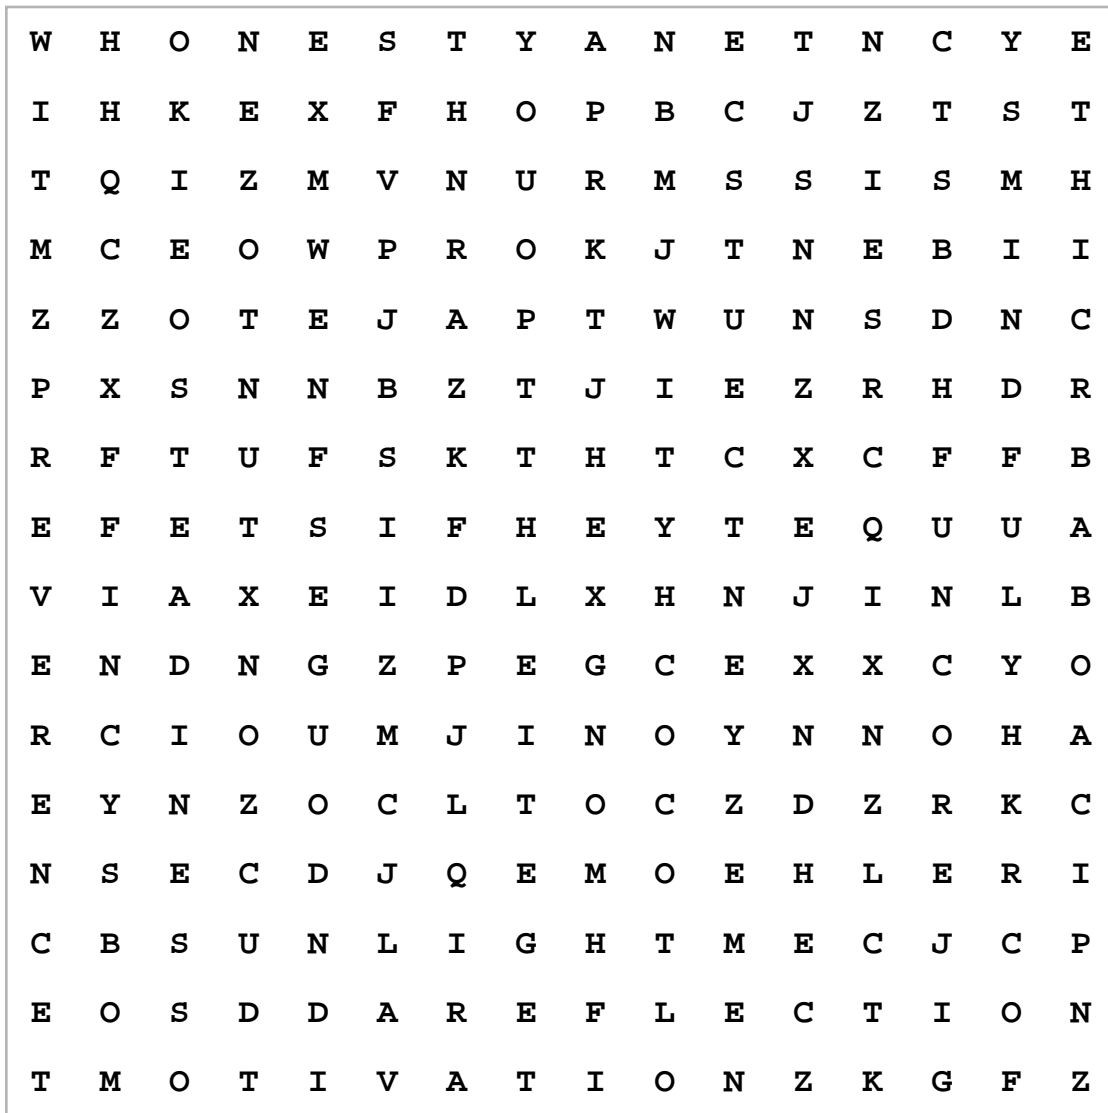 W H O N E S T Y A N E T N C Y E
I H K E X F H O P B C J Z T S T
T Q I Z M V N U R M S S I S M H
M C E O W P R O K J T N E B I I
Z Z O T E J A P T W U N S D N C
P X S N N B Z T J I E Z R H D R
R F T U F S K T H T C X C F F B
E F E T S I F H E Y T E Q U U A
V I A X E I D L X H N J I N L B
E N D N G Z P E G C E X X C Y O
R C I O U M J I N O Y N N O H A
E Y N Z O C L T O C Z D Z R K C
N S E C D J Q E M O E H L E R I
C B S U N L I G H T M E C J C P
E O S D D A R E F L E C T I O N
T M O T I V A T I O N Z K G F Z